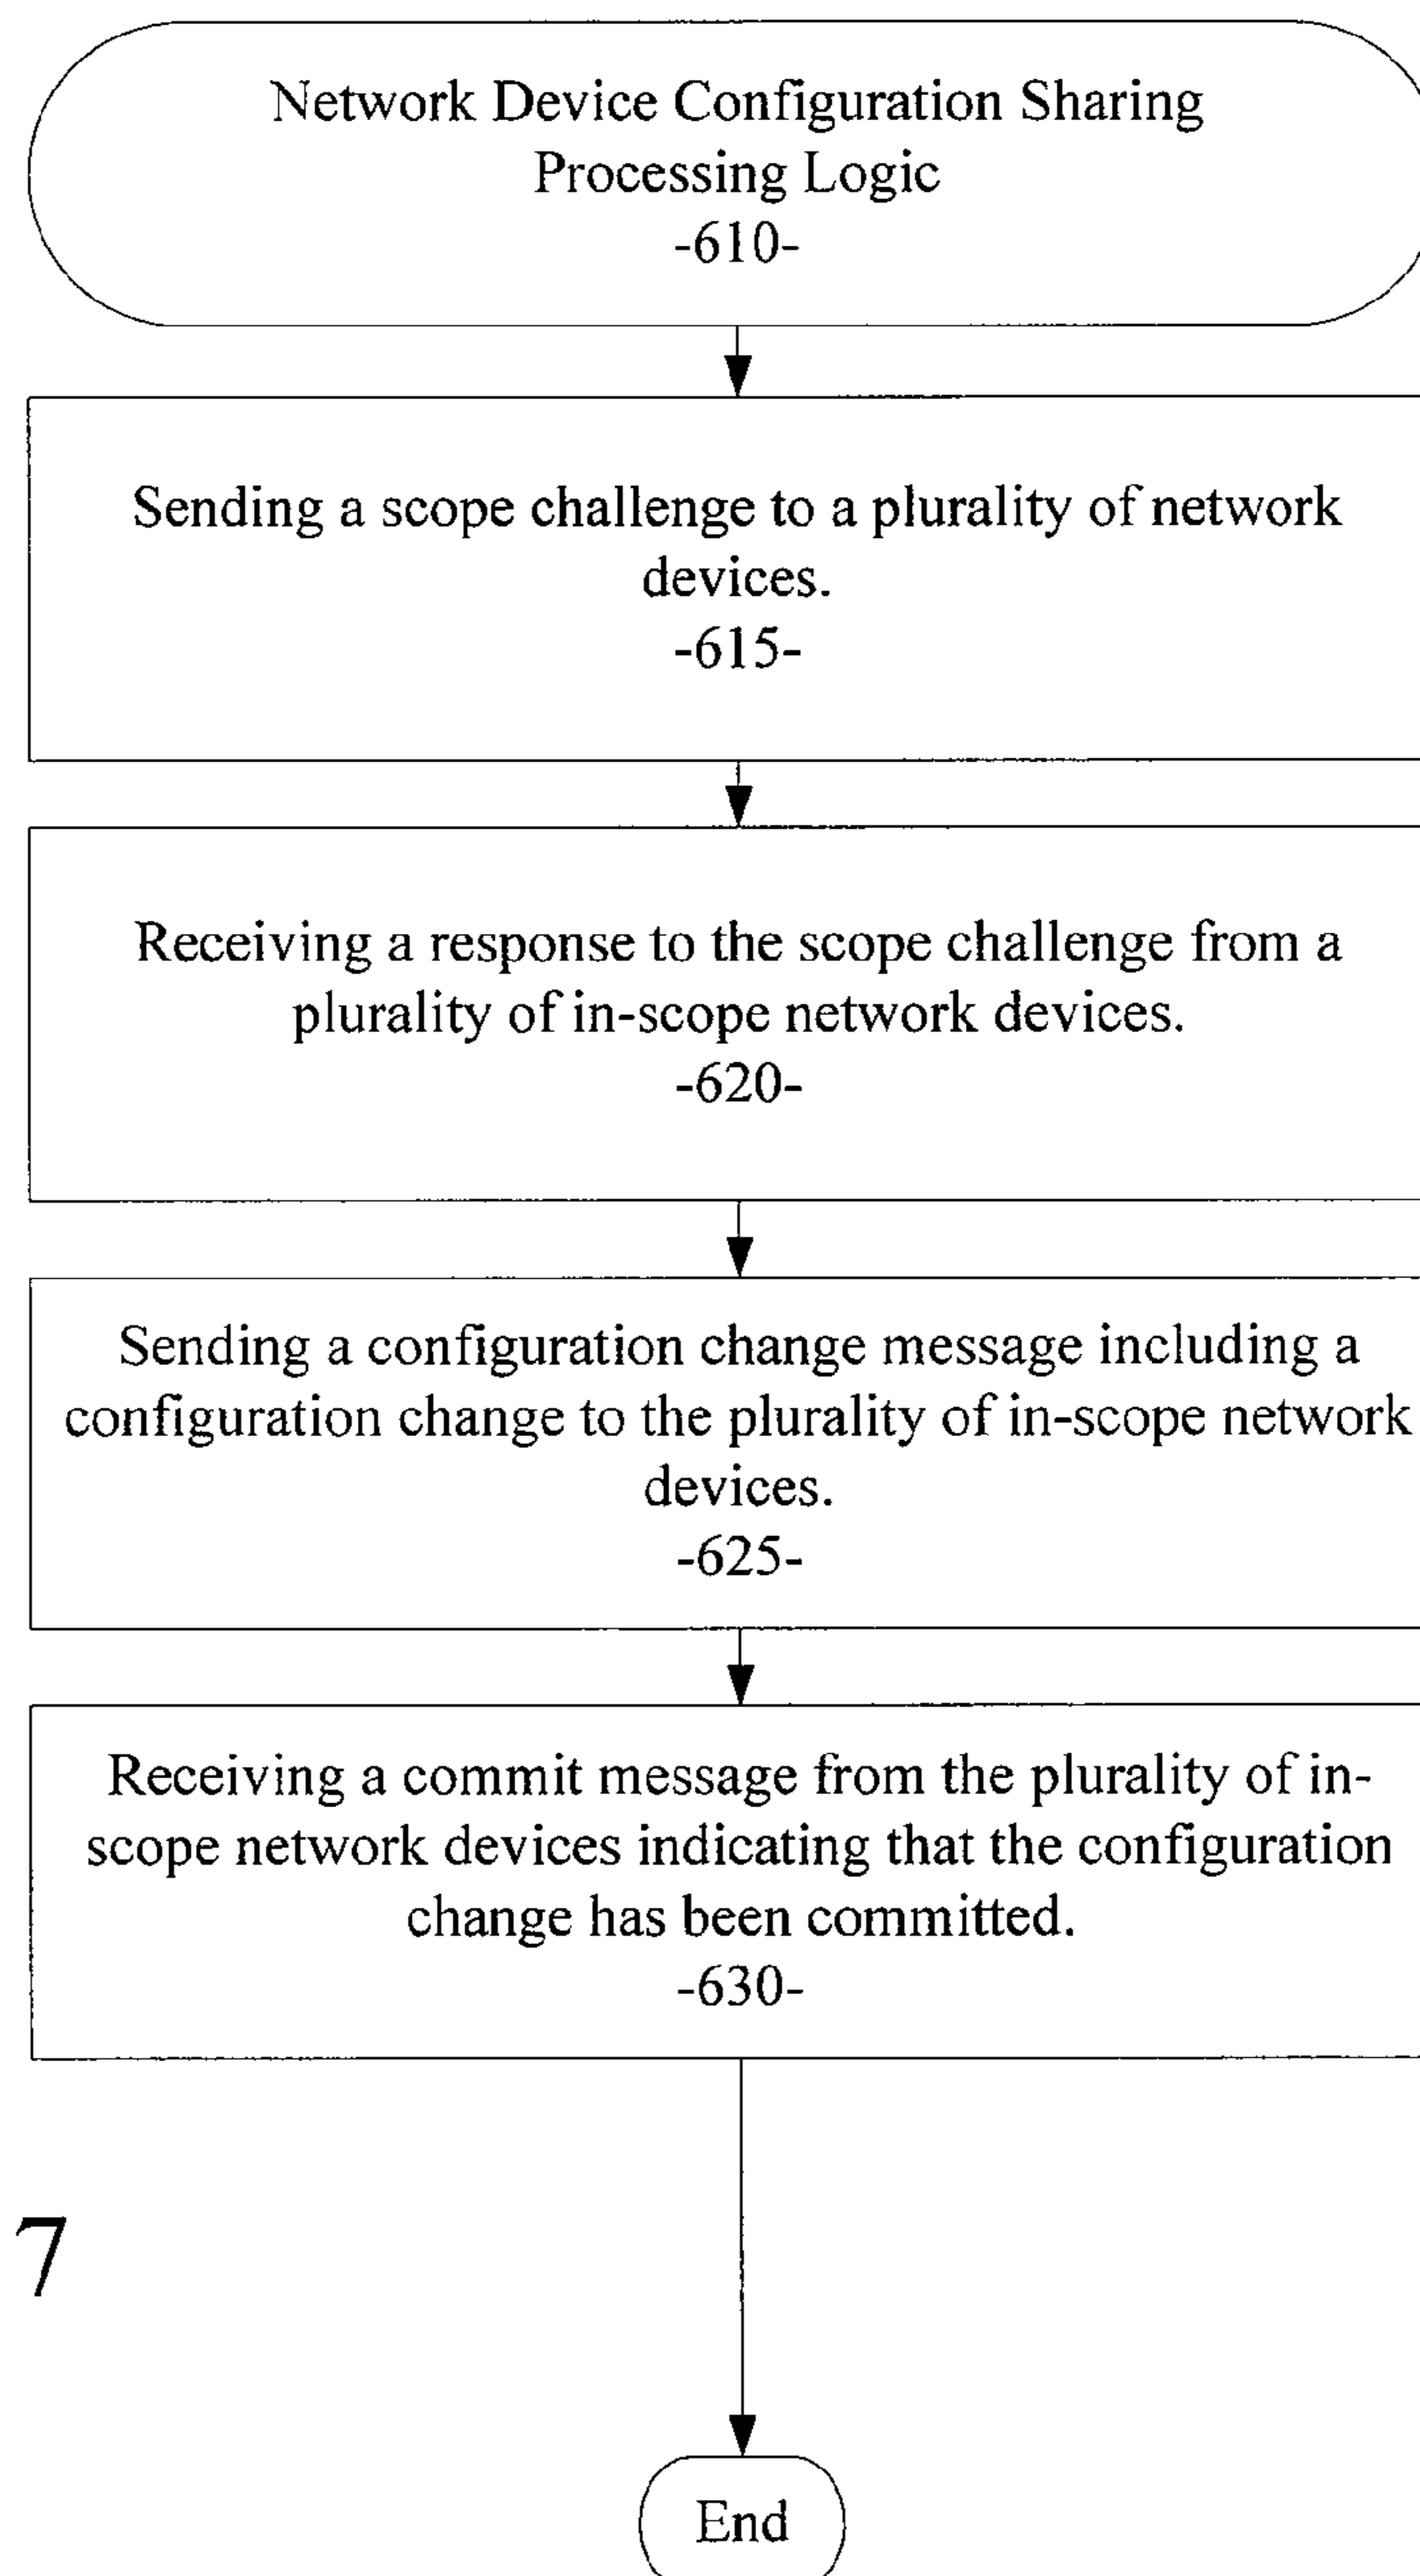 Network Device Configuration Sharing
Processing Logic
-610-
Sending a scope challenge to a plurality of network
devices.
-615-
Receiving a response to the scope challenge from a
plurality of in-scope network devices.
-620-
Sending a configuration change message including a
configuration change to the plurality of in-scope network
devices.
-625-
Receiving a commit message from the plurality of in-
scope network devices indicating that the configuration
change has been committed.
-630-
7
End